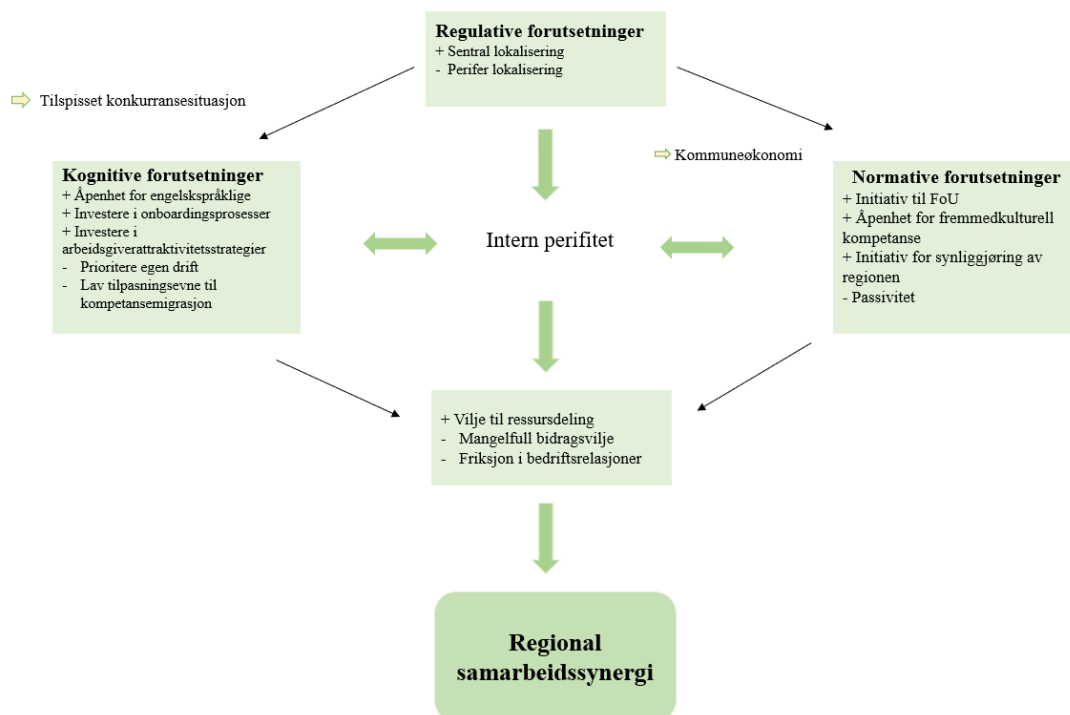 Regulative forutsetninger
+ Sentral lokalisering
- Perifer lokalisering
Tilspisset konkurransesituasjon
Kommuneøkonomi
Kognitive forutsetninger
+ Åpenhet for engelskspråklige
+ Investere i onboardingsprosesser
+ Investere i
arbeidsgiverattraktivitetsstrategier
- Prioritere egen drift
- Lav tilpasningsevne til
kompetansemigrasjon
Intern perifitet
Normative forutsetninger
+ Initiativ til FoU
+ Åpenhet for fremmedkulturell
kompetanse
+ Initiativ for synliggjøring av
regionen
- Passivitet
+ Vilje til ressursdeling
- Mangelfull bidragsvilje
- Friksjon i bedriftsrelasjoner
Regional
samarbeidssynergi